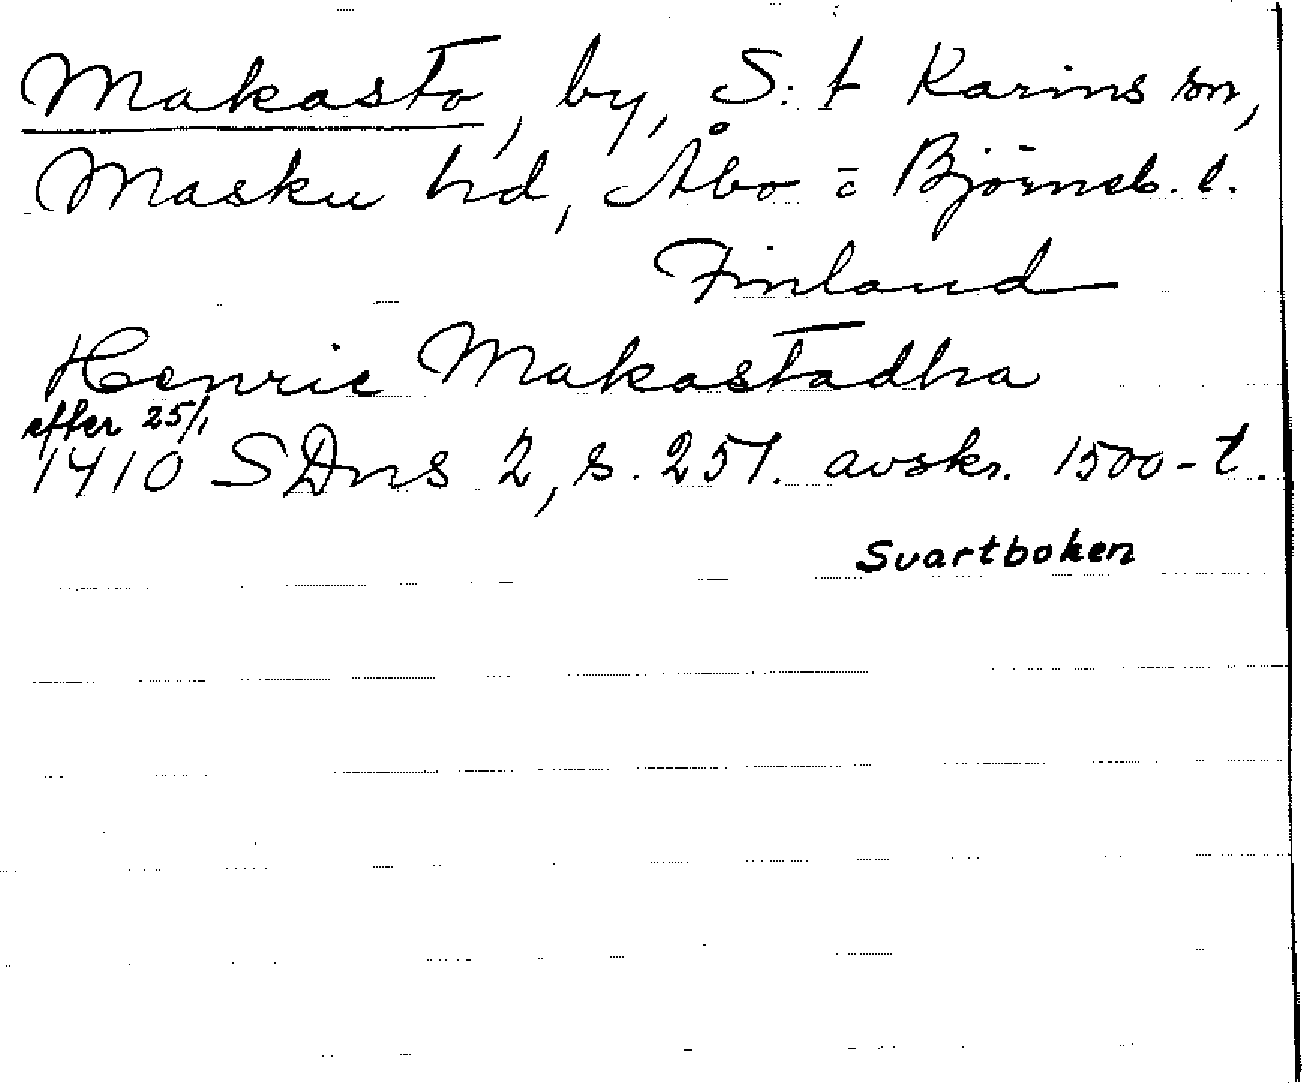 Makasto, by, S:t Karins sn,
Masku hd, Åbo = Björneb. l.
Finland
Henric Makastadha
efter 25/1
1410 SDns 2, s. 257. avskr. 1500-t.
Svartboken